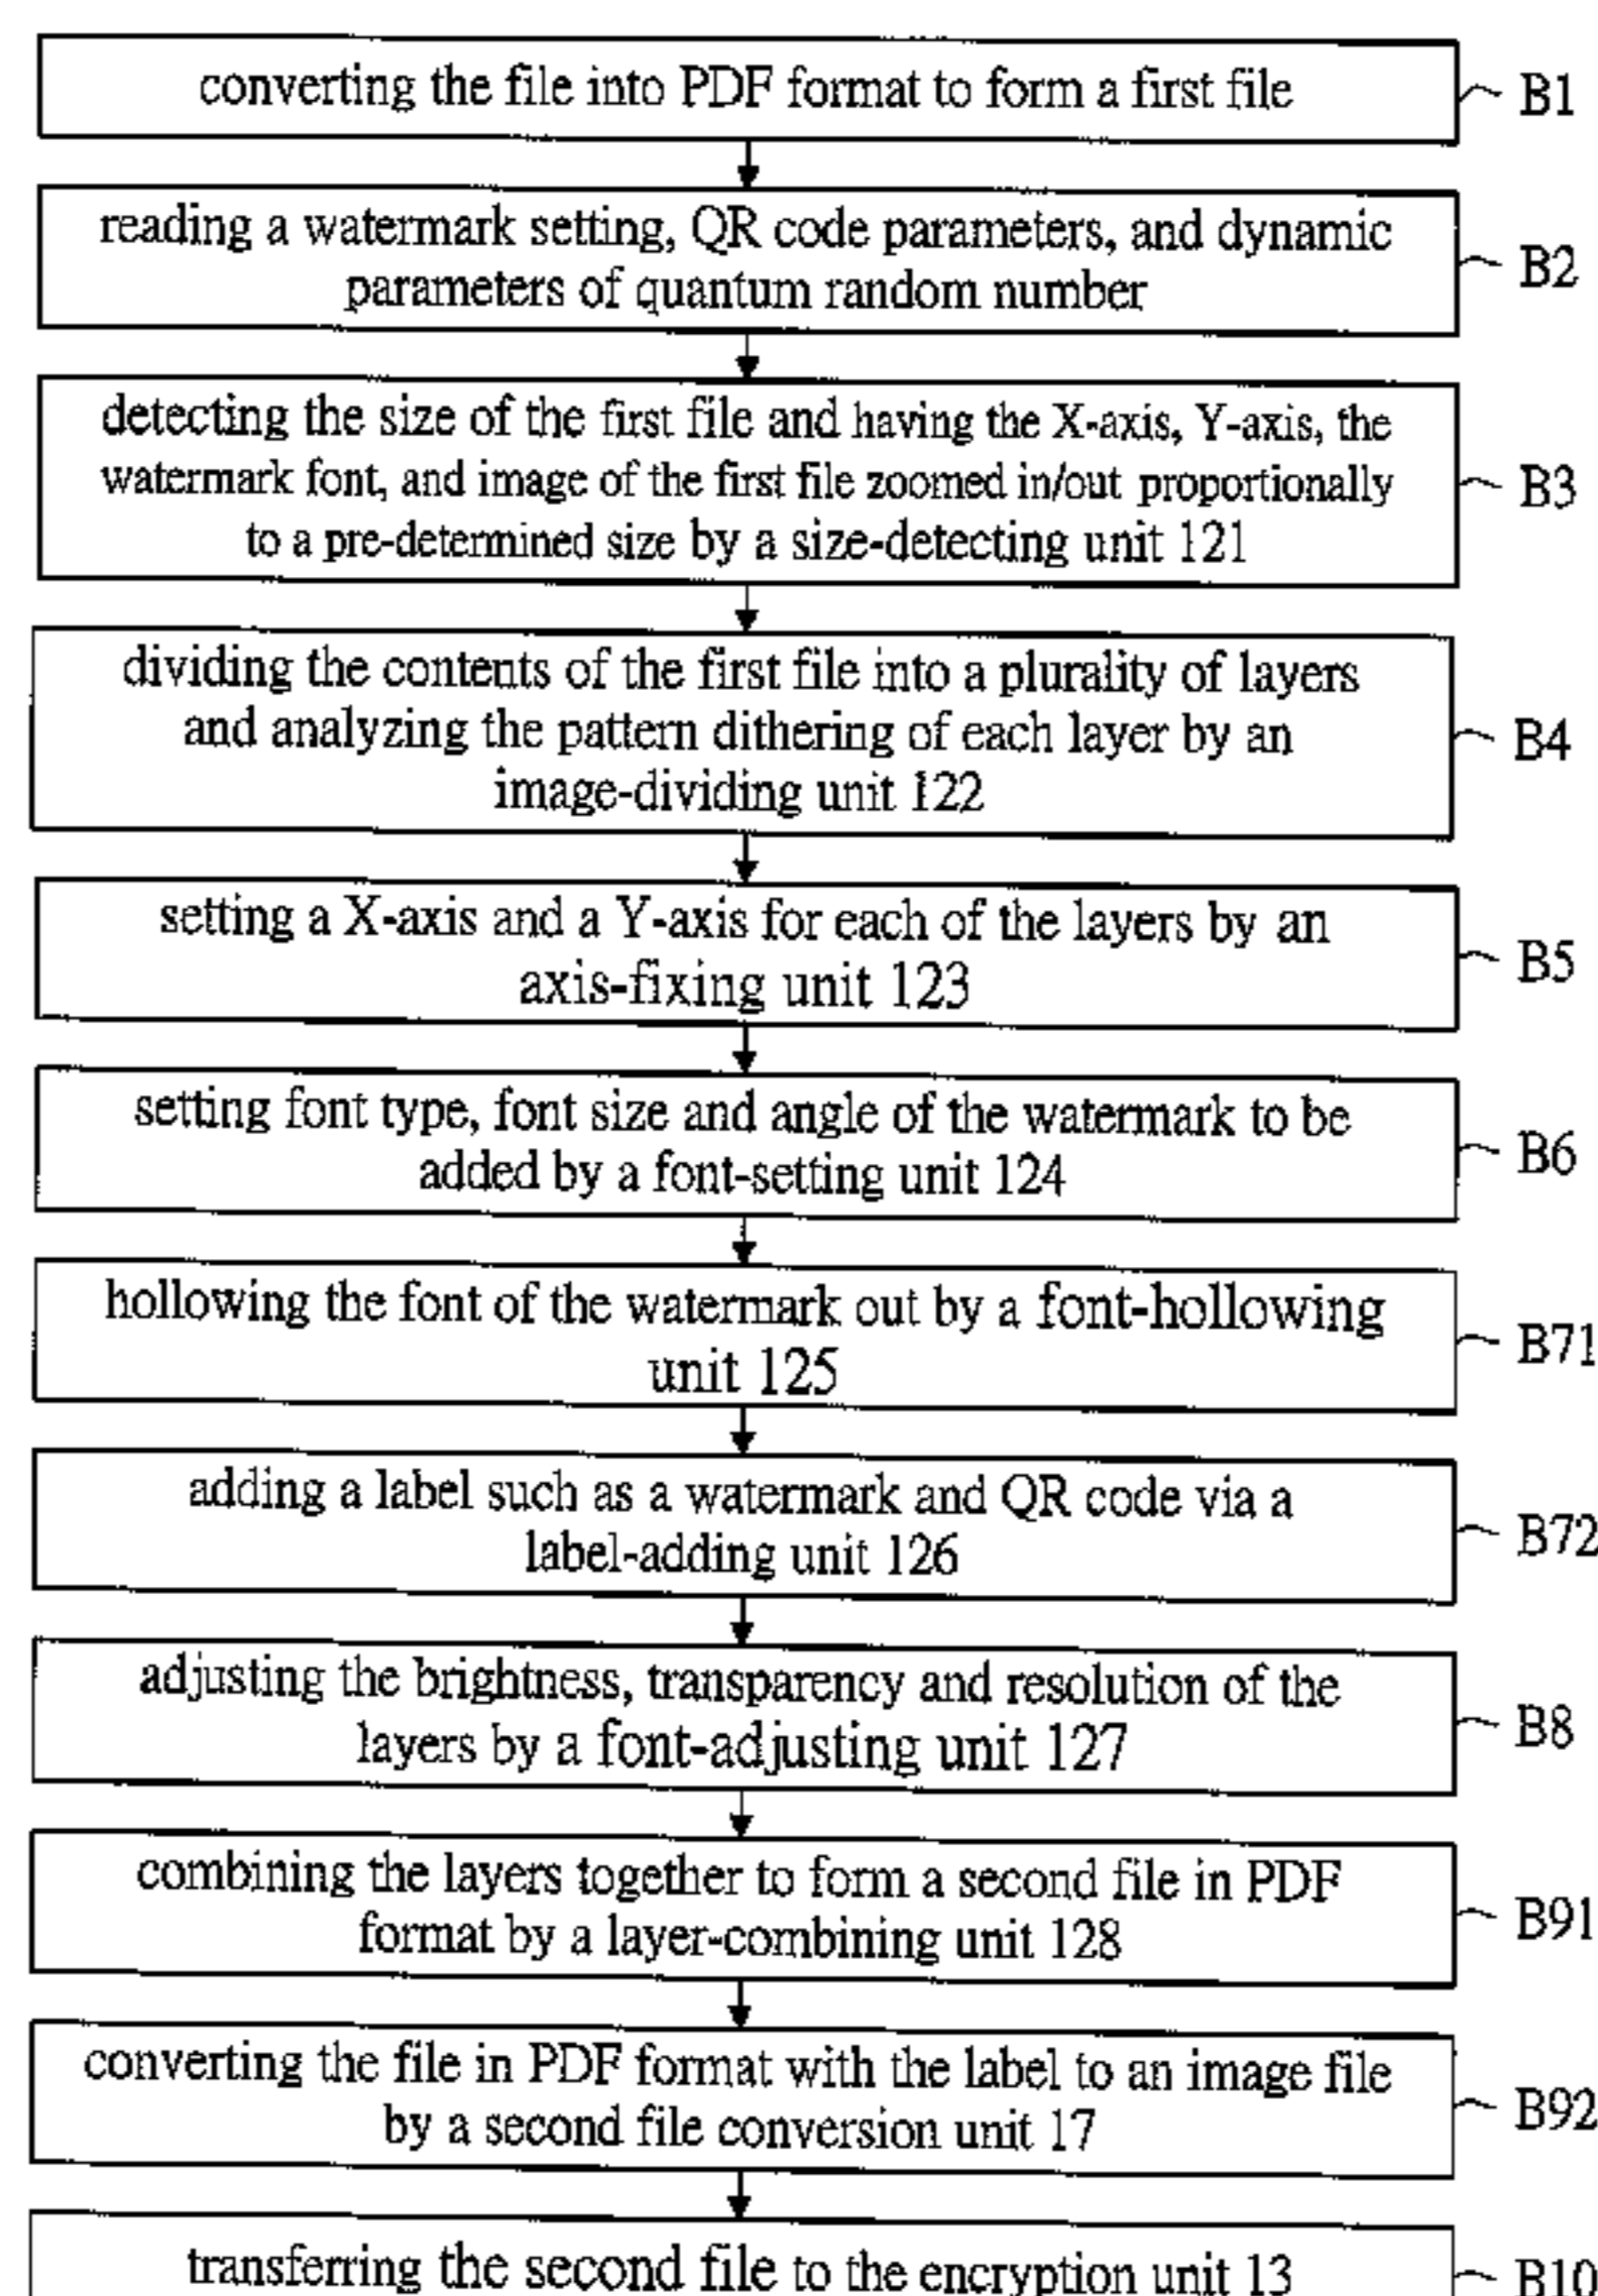 converting the file into PDF format to form a first file
B1
reading a watermark setting, QR code parameters, and dynamic
parameters of quantum random number
B2
detecting the size of the first file and having the X-axis, Y-axis, the
watermark font, and image of the first file zoomed in/out proportionally
to a pre-determined size by a size-detecting unit 121
B3
dividing the contents of the first file into a plurality of layers
and analyzing the pattern dithering of each layer by an
image-dividing unit 122
B4
setting a X-axis and a Y-axis for each of the layers by an
axis-fixing unit 123
B5
setting font type, font size and angle of the watermark to be
added by a font-setting unit 124
B6
hollowing the font of the watermark out by a font-hollowing
unit 125
B71
adding a label such as a watermark and QR code via a
label-adding unit 126
B72
adjusting the brightness, transparency and resolution of the
layers by a font-adjusting unit 127
B8
combining the layers together to form a second file in PDF
format by a layer-combining unit 128
B91
converting the file in PDF format with the label to an image file
by a second file conversion unit 17
B92
transferring the second file to the encryption unit 13
B10